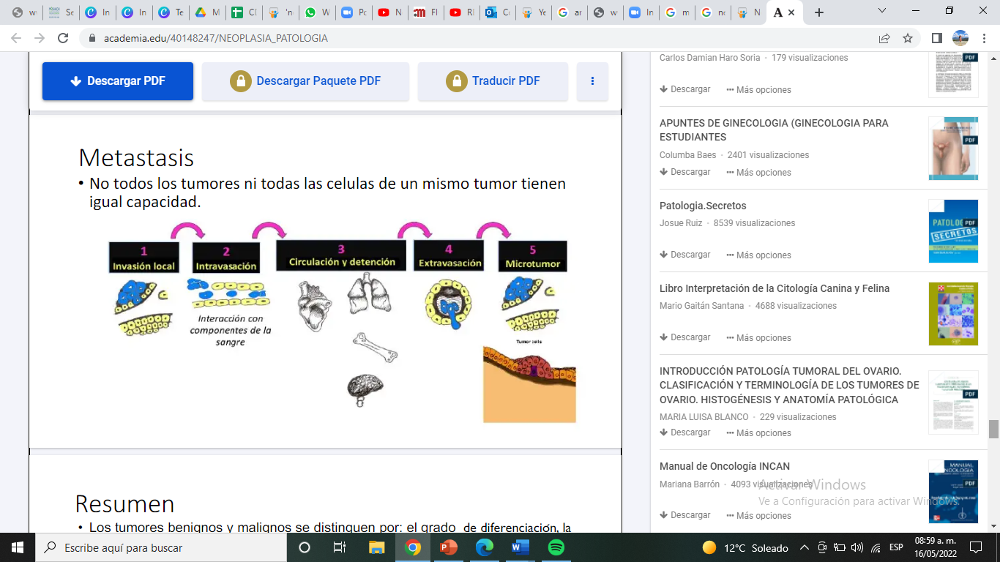 academia.edu/40148247/NEOPLASIA_PATOLOGIA
Descargar PDF
Descargar Paquete PDF
Traducir PDF
Metastasis
• No todos los tumores ni todas las celulas de un mismo tumor tienen
igual capacidad.
1
Invasión local
2
Intravasación
3
Circulación y detención
4
Extravasación
5
Microtumor
Interacción con
componentes de la
sangre
Tumor cells
Resumen
• Los tumores benignos y malignos se distinguen por: el grado de diferenciación, la
Carlos Damian Haro Soria · 179 visualizaciones
Descargar ••• Más opciones
APUNTES DE GINECOLOGIA (GINECOLOGIA PARA
ESTUDIANTES
Columba Baes · 2401 visualizaciones
Descargar ••• Más opciones
Patologia.Secretos
Josue Ruiz · 8539 visualizaciones
Descargar ••• Más opciones
Libro Interpretación de la Citología Canina y Felina
Mario Gaitán Santana · 4688 visualizaciones
Descargar ••• Más opciones
INTRODUCCIÓN PATOLOGÍA TUMORAL DEL OVARIO.
CLASIFICACIÓN Y TERMINOLOGÍA DE LOS TUMORES DE
OVARIO. HISTOGÉNESIS Y ANATOMÍA PATOLÓGICA
MARIA LUISA BLANCO · 229 visualizaciones
Descargar ••• Más opciones
Manual de Oncología INCAN
Mariana Barrón · 4093 visualizaciones
Descargar ••• Más opciones
PDF
PDF
PATOLOG PDF
SECRETOS
PDF
MANUAL
PDF
Activar Windows
Ve a Configuración para activar Windows.
Escribe aquí para buscar
12°C Soleado
ESP
08:59 a. m.
16/05/2022